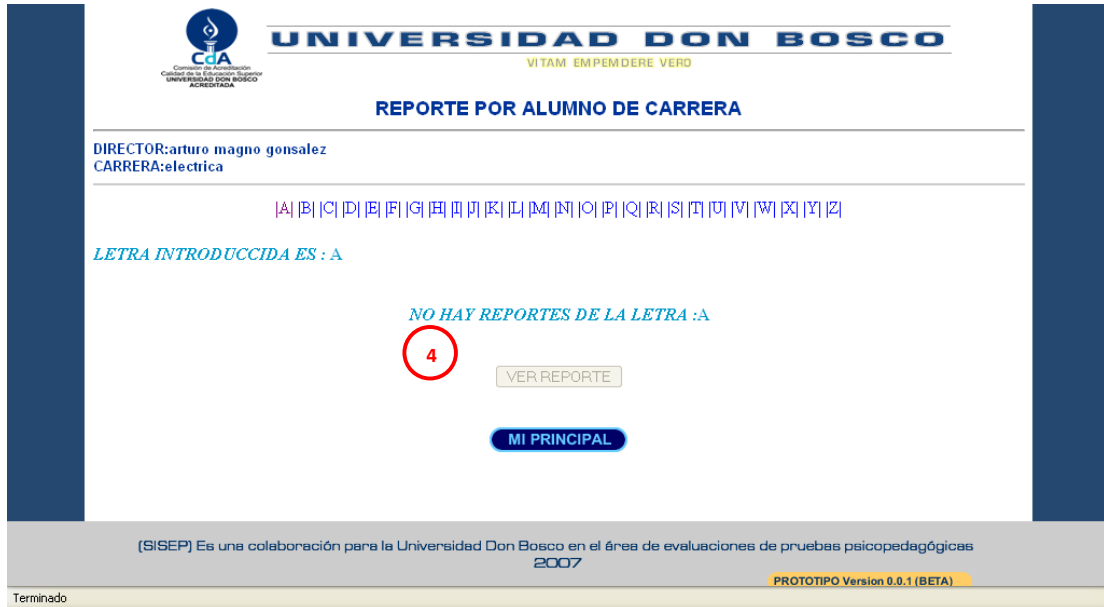 CdA
Comisión de Acreditación
Calidad de la Educación Superior
UNIVERSIDAD DON BOSCO
ACREDITADA
UNIVERSIDAD DON BOSCO
VITAM EMPEMDERE VERO
REPORTE POR ALUMNO DE CARRERA
DIRECTOR:arturo magno gonsalez
CARRERA:electrica
|A| |B| |C| |D| |E| |F| |G| |H| |I| |J| |K| |L| |M| |N| |O| |P| |Q| |R| |S| |T| |U| |V| |W| |X| |Y| |Z|
LETRA INTRODUCCIDA ES : A
NO HAY REPORTES DE LA LETRA :A
4
VER REPORTE
MI PRINCIPAL
(SISEP) Es una colaboración para la Universidad Don Bosco en el área de evaluaciones de pruebas psicopedagógicas
2007
PROTOTIPO Version 0.0.1 (BETA)
Terminado